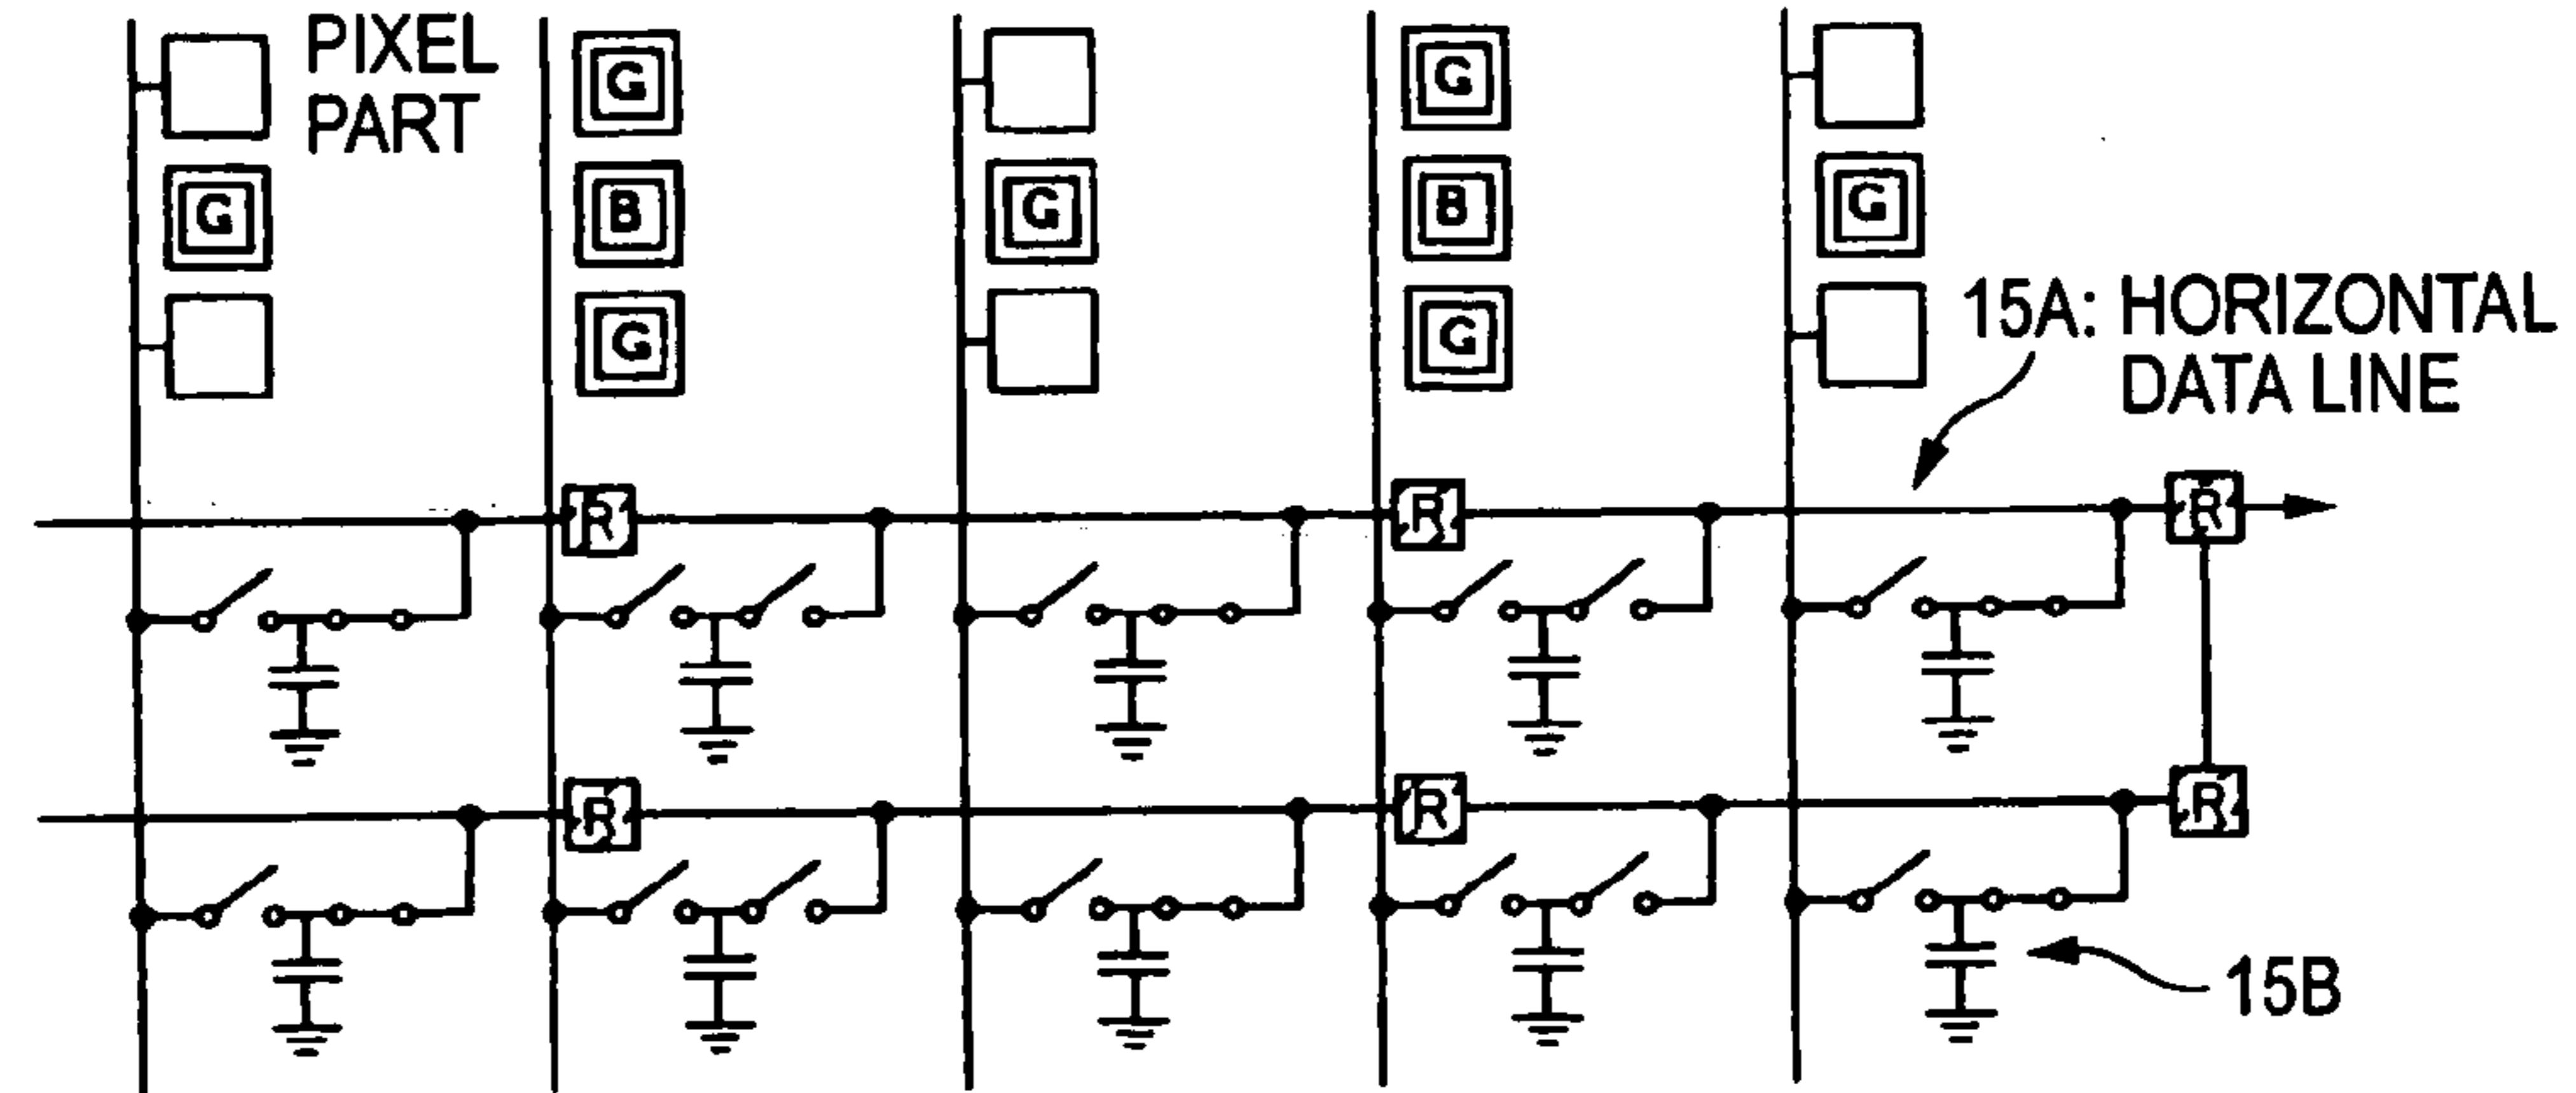 PIXEL
PART
G G
G B G B G
G G
15A: HORIZONTAL
DATA LINE
R R R
R R R
15B